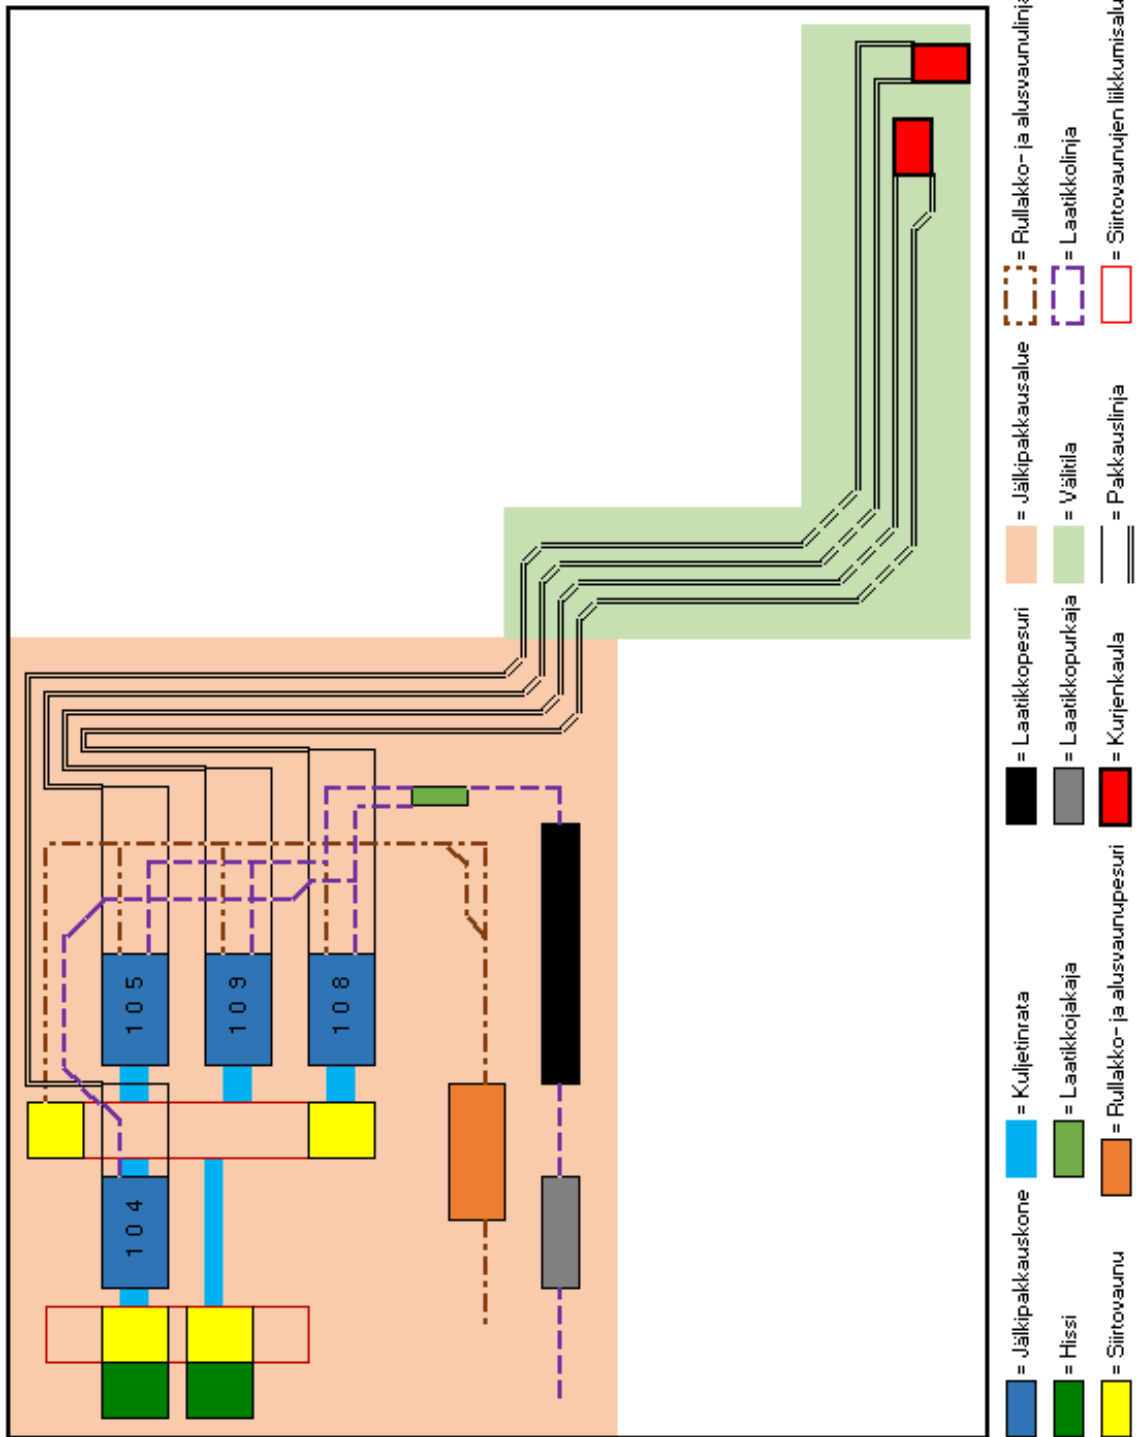 104 105
109
108
= Jälkipakkauskone = Kuljetinrata = Laatikkopesuri = Jälkipakkausalue = Rullakko- ja alusvaunulinja
= Hissi = Laatikkojakaja = Laatikkopurkaja = Välitila = Laatikkolinja
= Siirtovaunu = Rullakko- ja alusvaunupesuri = Kurjenkaula = Pakkauslinja = Siirtovaunujen liikkumisalu